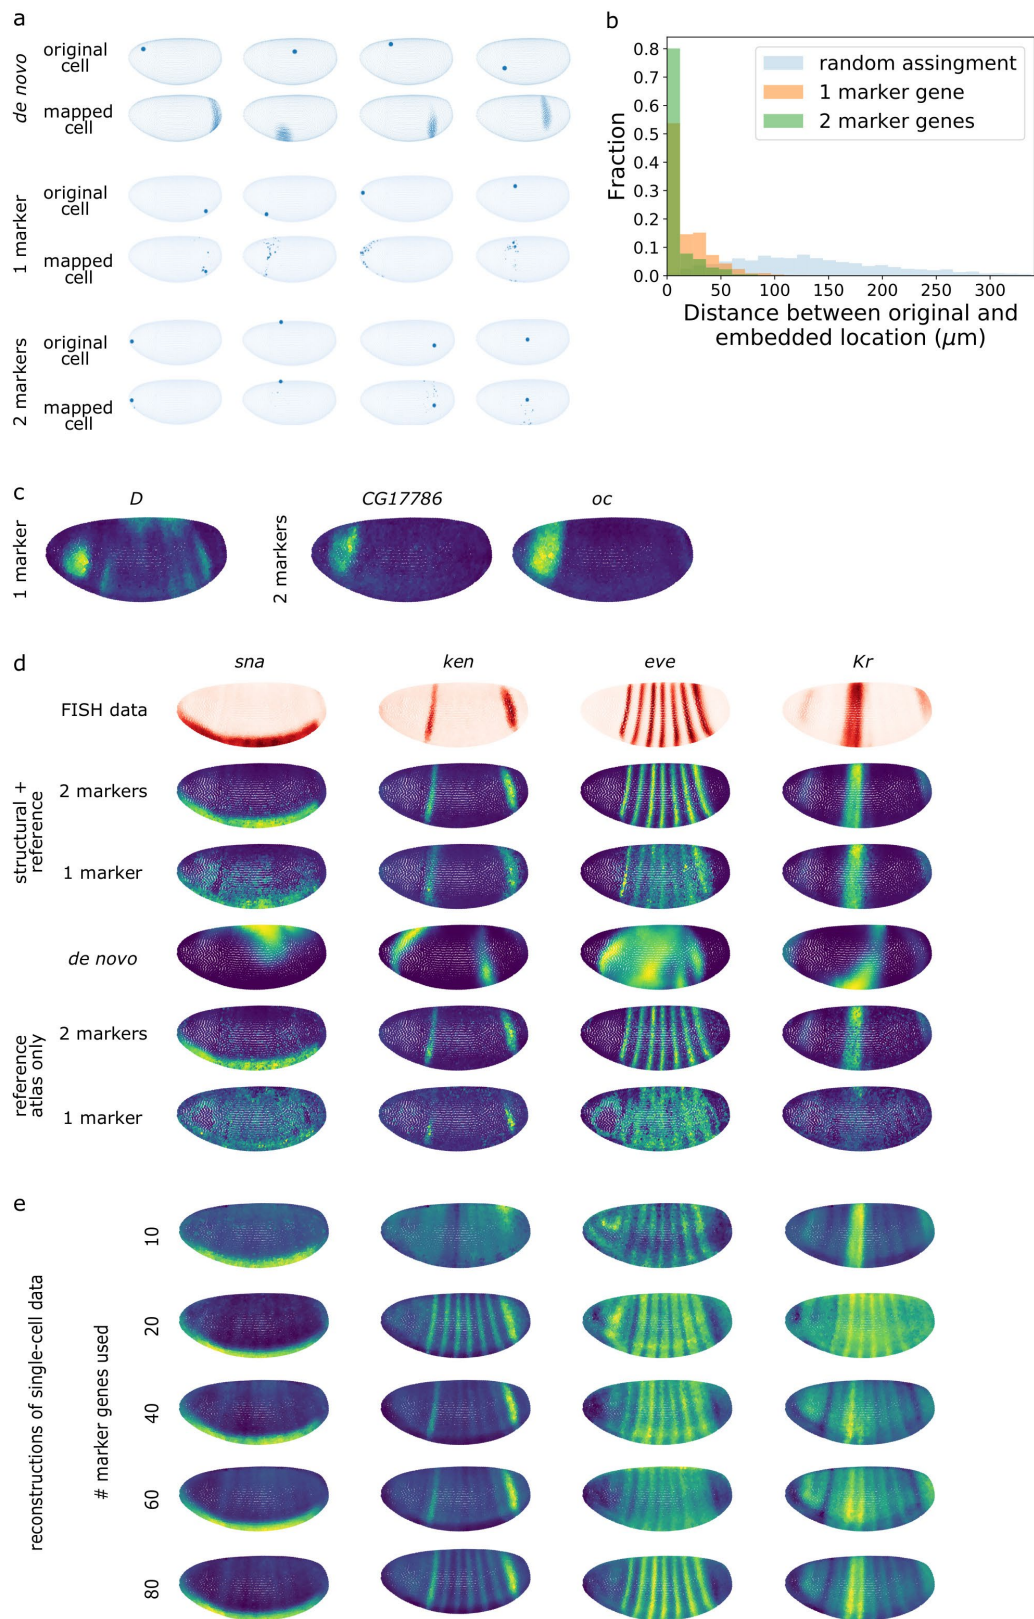 a
de novo
original
cell
mapped
cell
1 marker
original
cell
mapped
cell
2 markers
original
cell
mapped
cell
b
Fraction
0.8
0.7
0.6
0.5
0.4
0.3
0.2
0.1
0.0
random assingment
1 marker gene
2 marker genes
0 50 100 150 200 250 300
Distance between original and
embedded location (μm)
c
1 marker
D
2 markers
CG17786
oc
d
sna ken eve Kr
FISH data
structural +
reference
2 markers
1 marker
de novo
reference
atlas only
2 markers
1 marker
e
reconstructions of single-cell data
# marker genes used
10
20
40
60
80